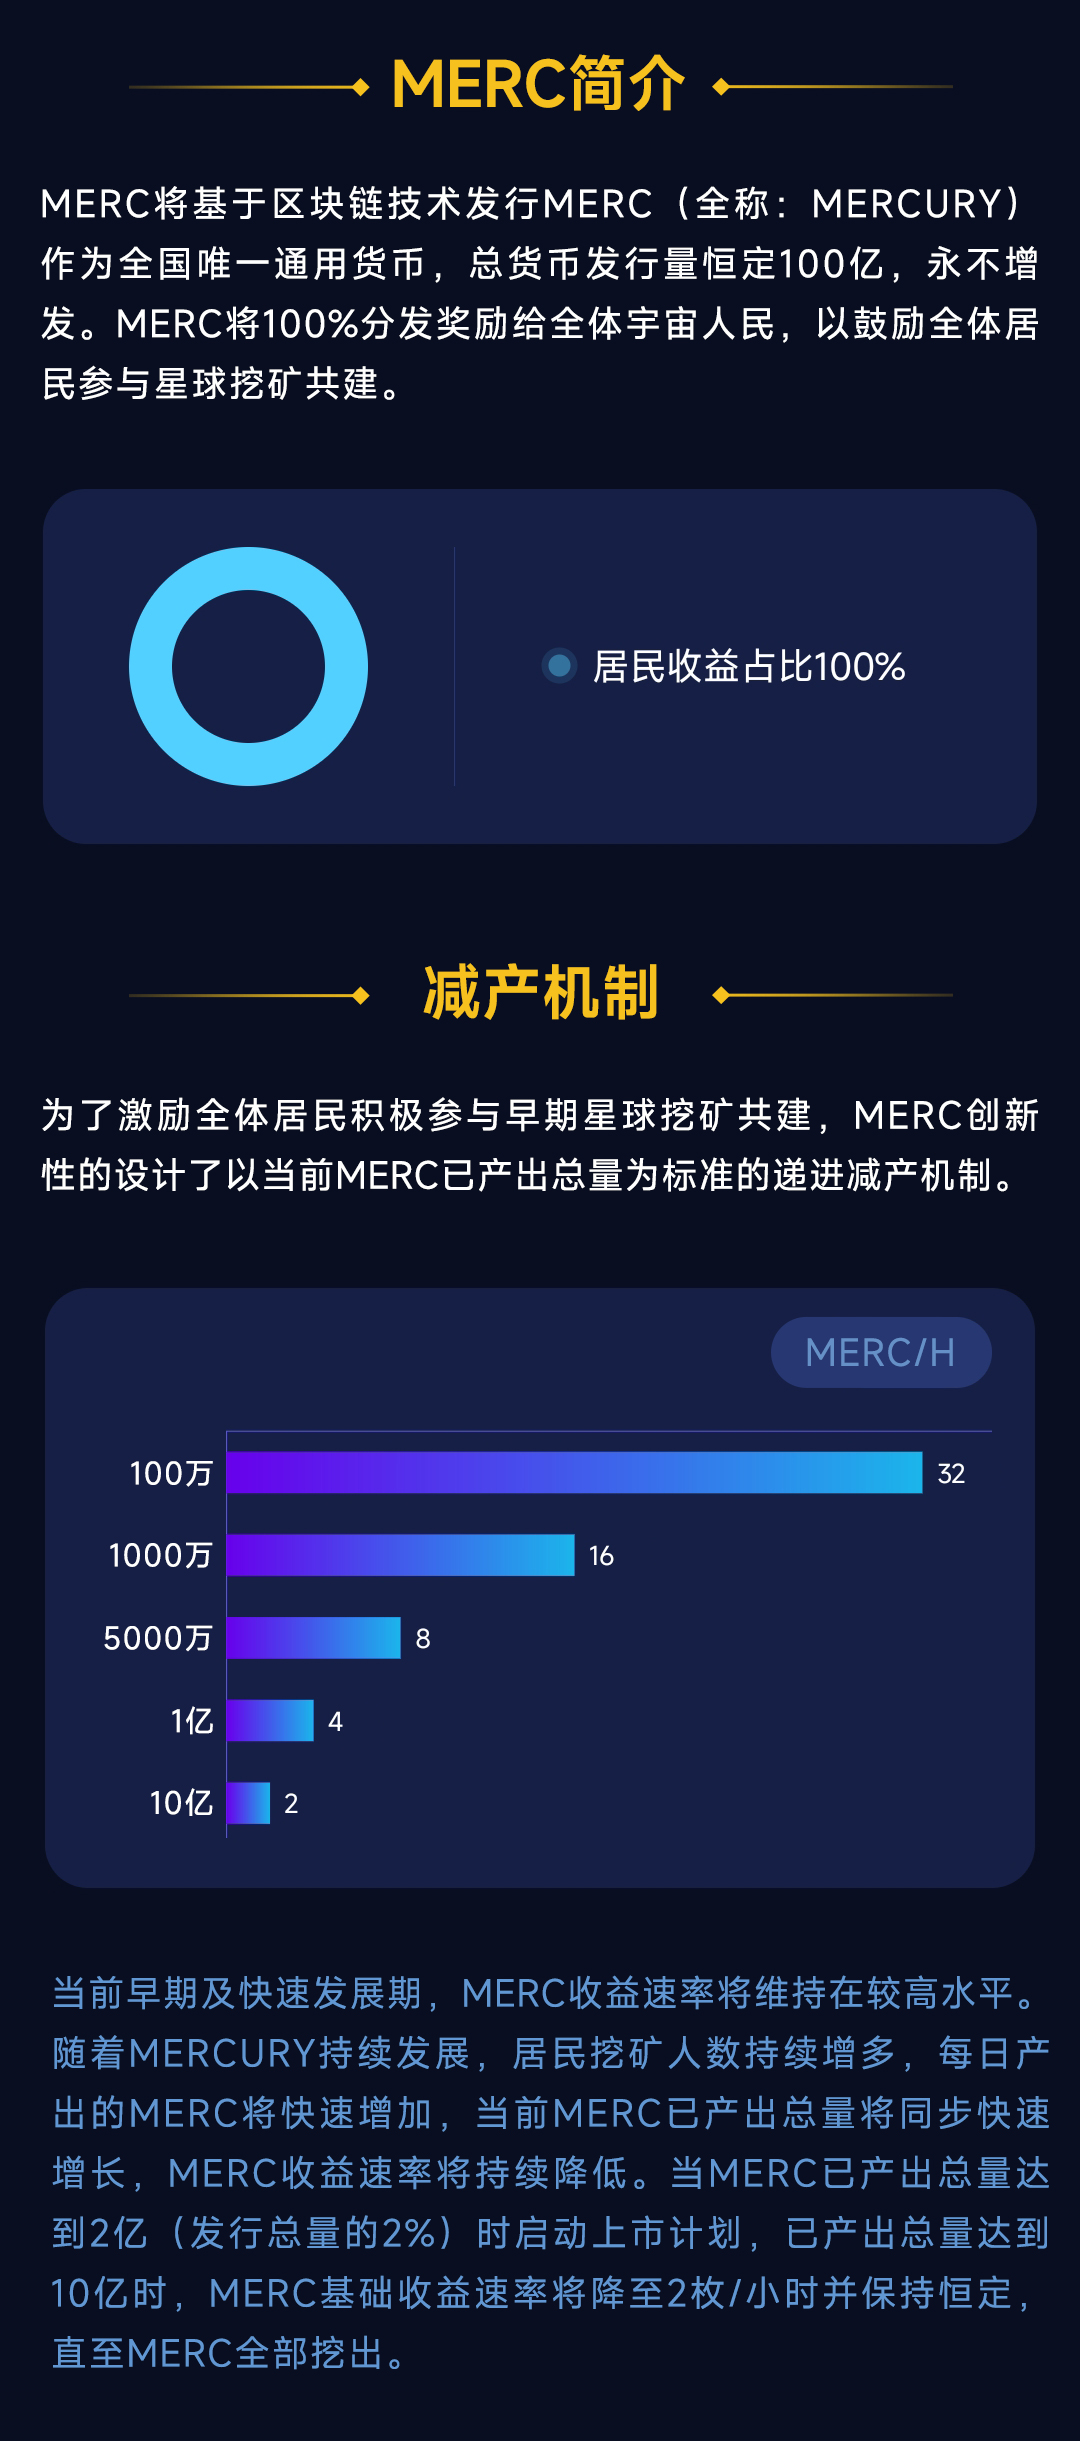 MERC简介
MERC将基于区块链技术发行MERC（全称：MERCURY）
作为全国唯一通用货币，总货币发行量恒定100亿，永不增
发。MERC将100%分发奖励给全体宇宙人民，以鼓励全体居
民参与星球挖矿共建。
居民收益占比100%
减产机制
为了激励全体居民积极参与早期星球挖矿共建，MERC创新
性的设计了以当前MERC已产出总量为标准的递进减产机制。
MERC/H
100万 32
1000万 16
5000万 8
1亿 4
10亿 2
当前早期及快速发展期，MERC收益速率将维持在较高水平。
随着MERCURY持续发展，居民挖矿人数持续增多，每日产
出的MERC将快速增加，当前MERC已产出总量将同步快速
增长，MERC收益速率将持续降低。当MERC已产出总量达
到2亿（发行总量的2%）时启动上市计划，已产出总量达到
10亿时，MERC基础收益速率将降至2枚/小时并保持恒定，
直至MERC全部挖出。